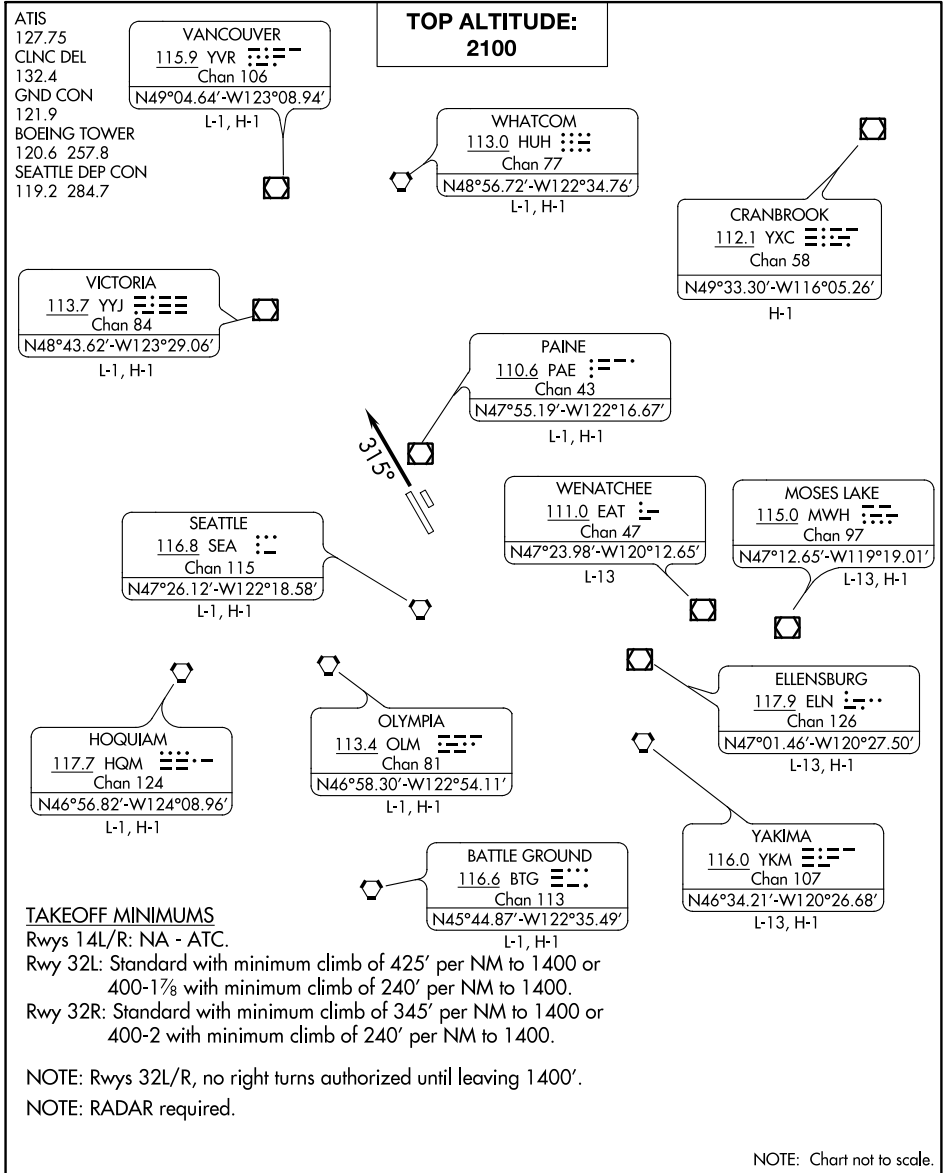 ATIS
127.75
CLNC DEL
132.4
GND CON
121.9
BOEING TOWER
120.6 257.8
SEATTLE DEP CON
119.2 284.7
TOP ALTITUDE:
2100
VANCOUVER
115.9 YVR
Chan 106
N49°04.64′-W123°08.94′
L-1, H-1
WHATCOM
113.0 HUH
Chan 77
N48°56.72′-W122°34.76′
L-1, H-1
CRANBROOK
112.1 YXC
Chan 58
N49°33.30′-W116°05.26′
H-1
VICTORIA
113.7 YYJ
Chan 84
N48°43.62′-W123°29.06′
L-1, H-1
PAINE
110.6 PAE
Chan 43
N47°55.19′-W122°16.67′
L-1, H-1
315°
WENATCHEE
111.0 EAT
Chan 47
N47°23.98′-W120°12.65′
L-13
MOSES LAKE
115.0 MWH
Chan 97
N47°12.65′-W119°19.01′
L-13, H-1
SEATTLE
116.8 SEA
Chan 115
N47°26.12′-W122°18.58′
L-1, H-1
ELLENSBURG
117.9 ELN
Chan 126
N47°01.46′-W120°27.50′
L-13, H-1
HOQUIAM
117.7 HQM
Chan 124
N46°56.82′-W124°08.96′
L-1, H-1
OLYMPIA
113.4 OLM
Chan 81
N46°58.30′-W122°54.11′
L-1, H-1
YAKIMA
116.0 YKM
Chan 107
N46°34.21′-W120°26.68′
L-13, H-1
BATTLE GROUND
116.6 BTG
Chan 113
N45°44.87′-W122°35.49′
L-1, H-1
TAKEOFF MINIMUMS
Rwys 14L/R: NA - ATC.
Rwy 32L: Standard with minimum climb of 425′ per NM to 1400 or
400-1⅞ with minimum climb of 240′ per NM to 1400.
Rwy 32R: Standard with minimum climb of 345′ per NM to 1400 or
400-2 with minimum climb of 240′ per NM to 1400.
NOTE: Rwys 32L/R, no right turns authorized until leaving 1400′.
NOTE: RADAR required.
NOTE: Chart not to scale.